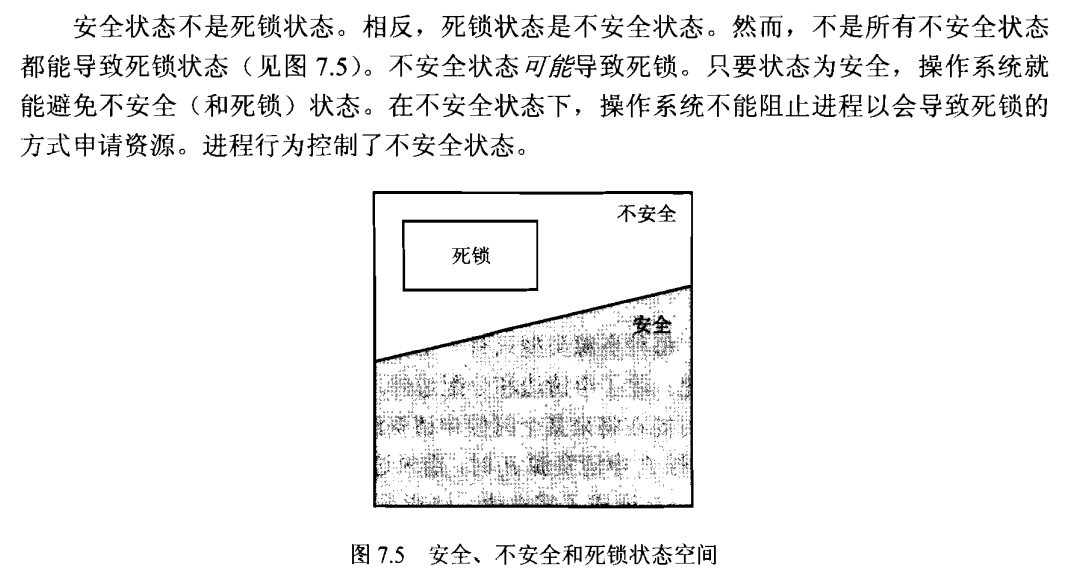 安全状态不是死锁状态。相反，死锁状态是不安全状态。然而，不是所有不安全状态
都能导致死锁状态（见图 7.5）。不安全状态可能导致死锁。只要状态为安全，操作系统就
能避免不安全（和死锁）状态。在不安全状态下，操作系统不能阻止进程以会导致死锁的
方式申请资源。进程行为控制了不安全状态。
不安全
死锁
安全
图 7.5 安全、不安全和死锁状态空间